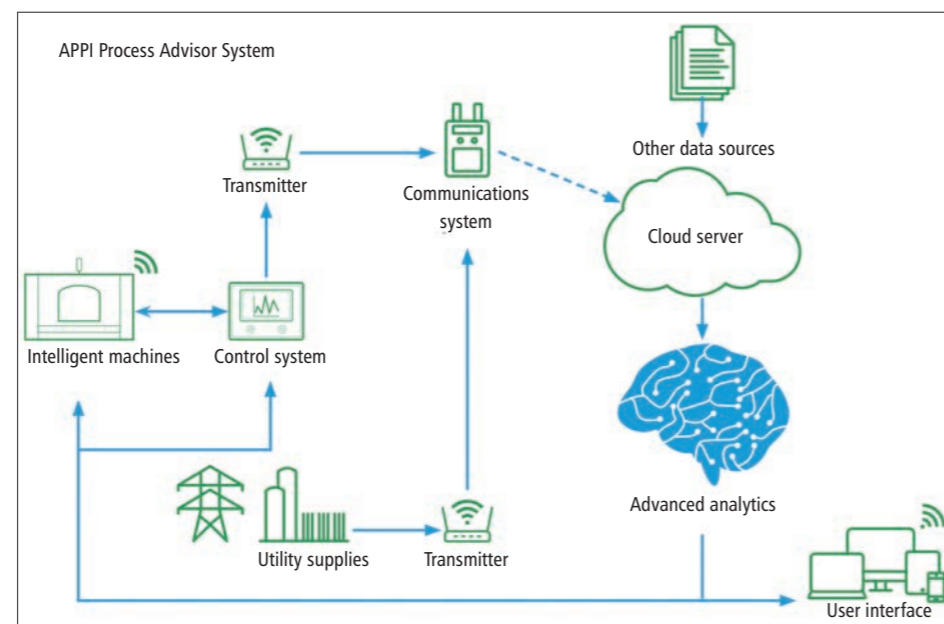 APPI Process Advisor System
Other data sources
Transmitter
Communications
system
Cloud server
Intelligent machines
Control system
Advanced analytics
Utility supplies
Transmitter
User interface